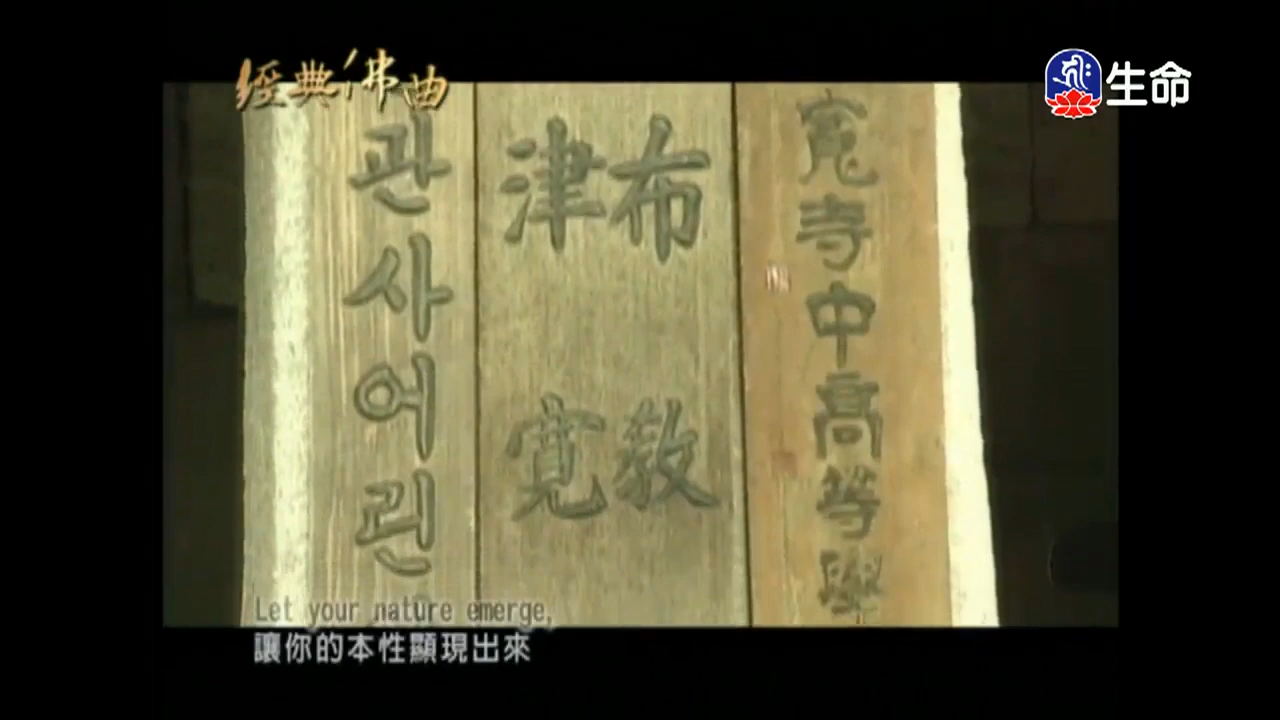 經典佛曲
生命
寬寺中高等學
布教
津寬
관사어린
Let your nature emerge,
讓你的本性顯現出來